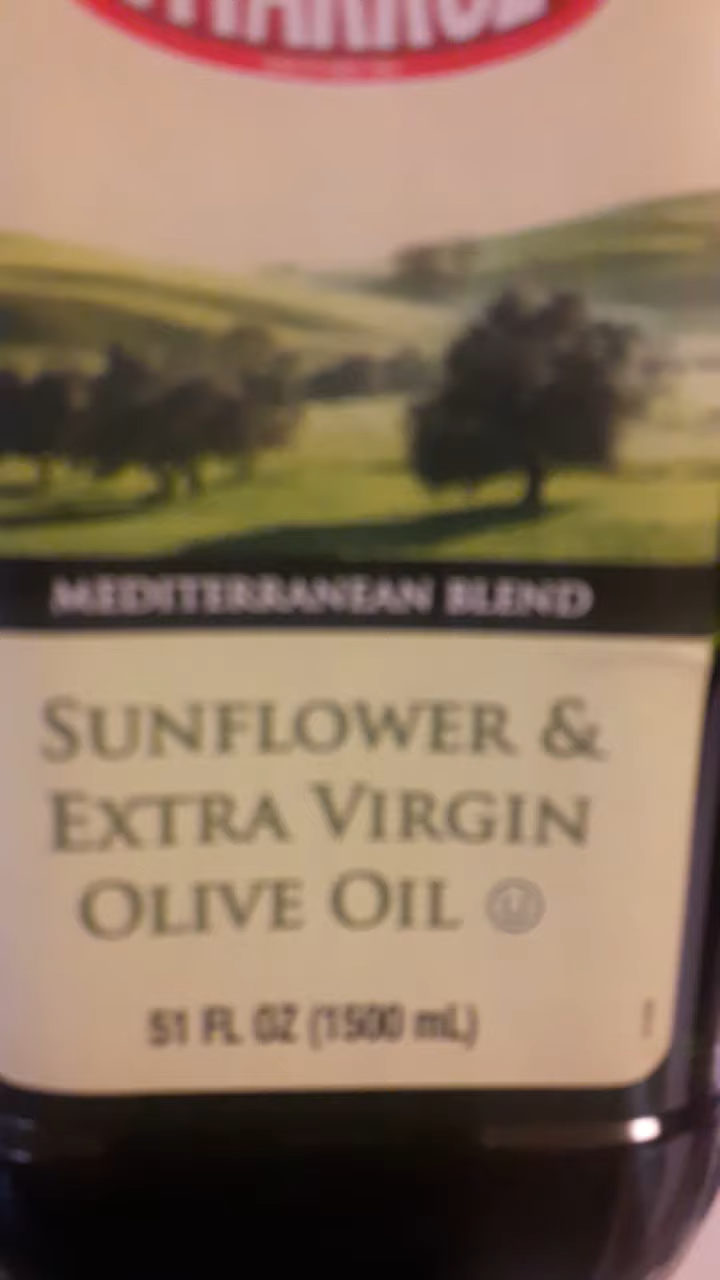 MEDITERRANEAN BLEND
SUNFLOWER &
EXTRA VIRGIN
OLIVE OIL U
51 FL OZ (1500 mL)